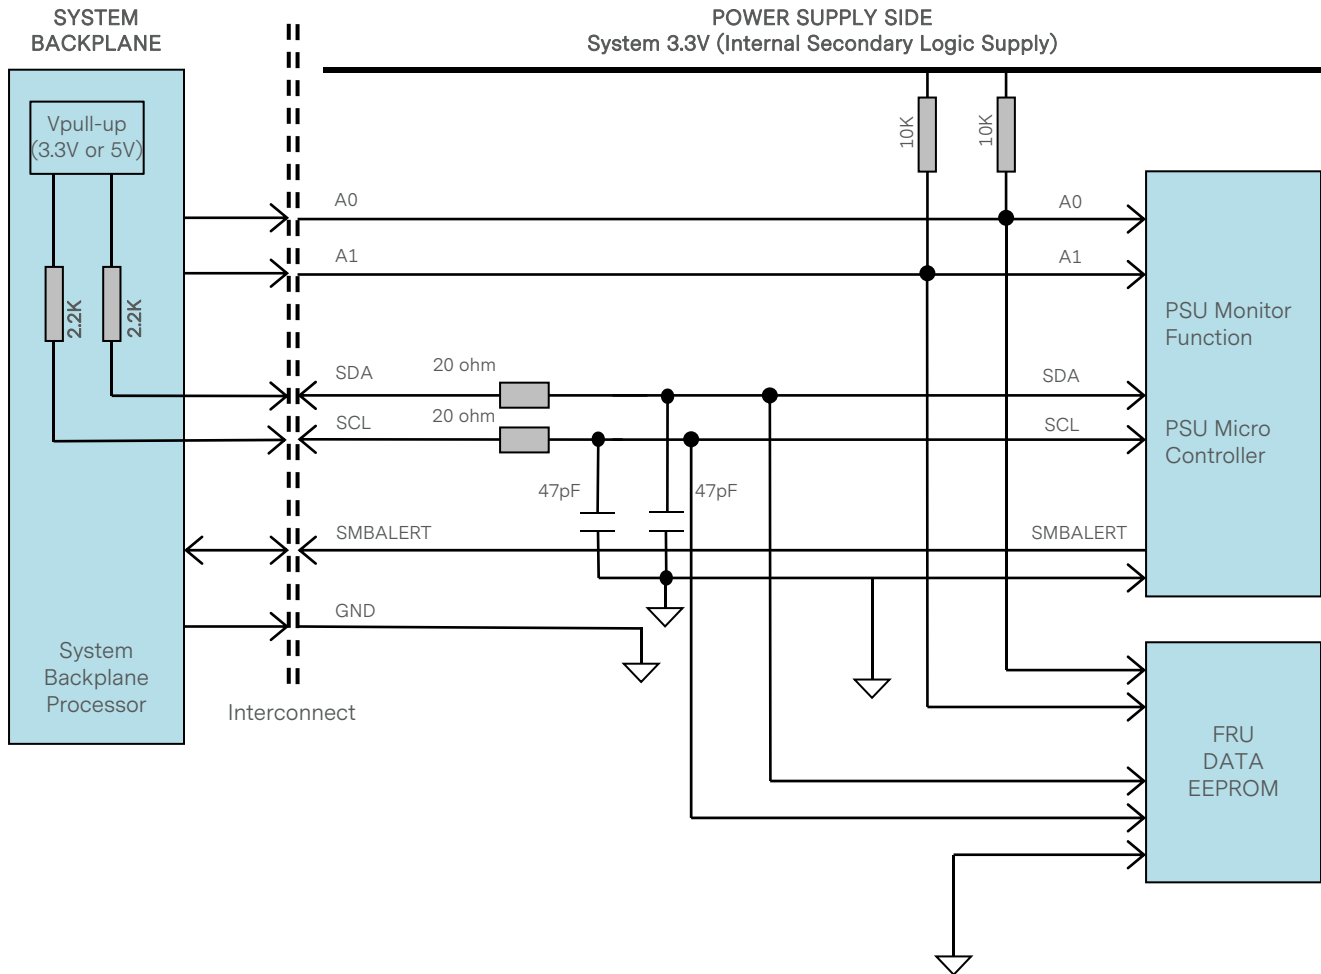 SYSTEM
BACKPLANE
POWER SUPPLY SIDE
System 3.3V (Internal Secondary Logic Supply)
Vpull-up
(3.3V or 5V)
10K
10K
A0
A0
A1
A1
2.2K
2.2K
PSU Monitor
Function
SDA
20 ohm
SDA
SCL
20 ohm
SCL
PSU Micro
Controller
47pF
47pF
SMBALERT
SMBALERT
GND
System
Backplane
Processor
Interconnect
FRU
DATA
EEPROM